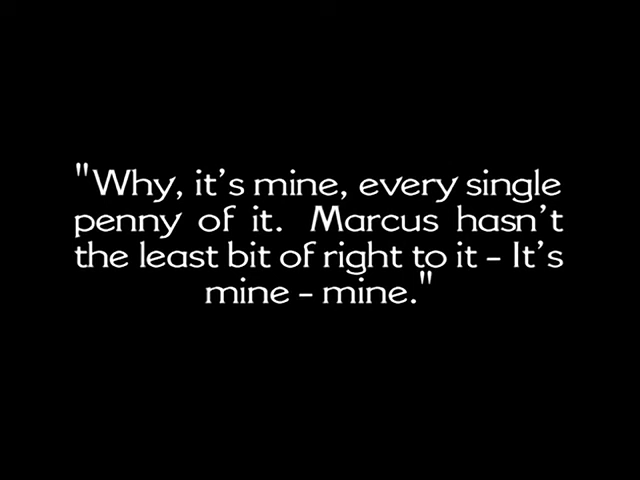 "Why, it's mine, every single
penny of it. Marcus hasn't
the least bit of right to it - It's
mine - mine."